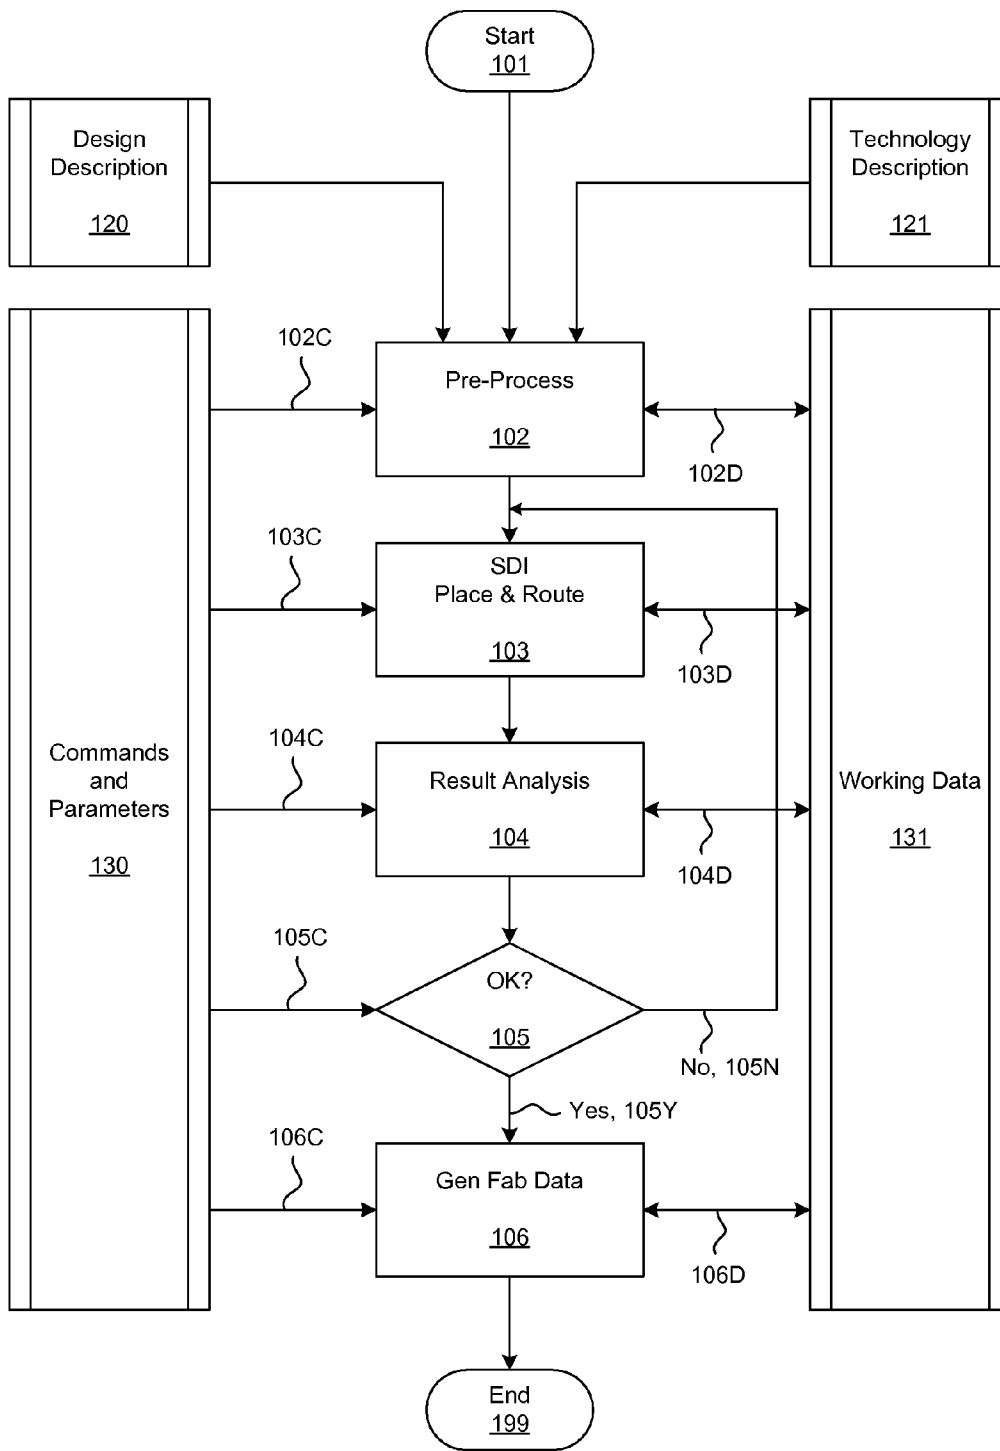 Start
101
Design
Description
120
Technology
Description
121
102C
Pre-Process
102
102D
103C
SDI
Place & Route
103
103D
Commands
and
Parameters
130
104C
Result Analysis
104
104D
Working Data
131
105C
OK?
105
No, 105N
Yes, 105Y
106C
Gen Fab Data
106
106D
End
199